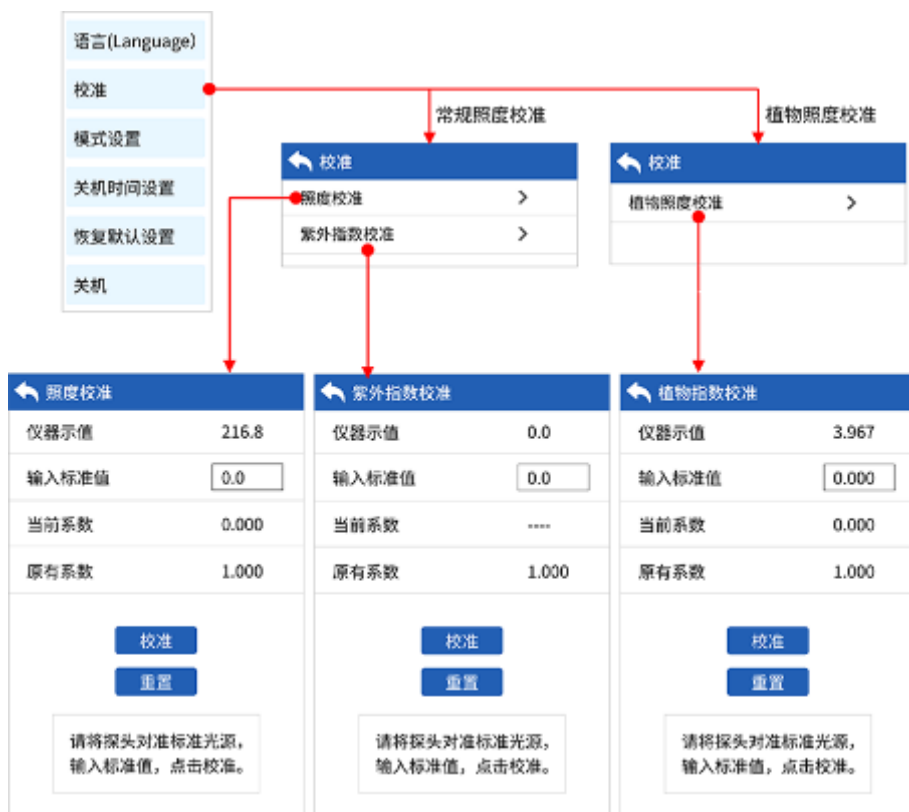 语言(Language)
校准
模式设置
关机时间设置
恢复默认设置
关机
常规照度校准
植物照度校准
校准
照度校准
紫外指数校准
校准
植物照度校准
照度校准
仪器示值 216.8
输入标准值 0.0
当前系数 0.000
原有系数 1.000
校准
重置
请将探头对准标准光源，
输入标准值，点击校准。
紫外指数校准
仪器示值 0.0
输入标准值 0.0
当前系数 ----
原有系数 1.000
校准
重置
请将探头对准标准光源，
输入标准值，点击校准。
植物指数校准
仪器示值 3.967
输入标准值 0.000
当前系数 0.000
原有系数 1.000
校准
重置
请将探头对准标准光源，
输入标准值，点击校准。